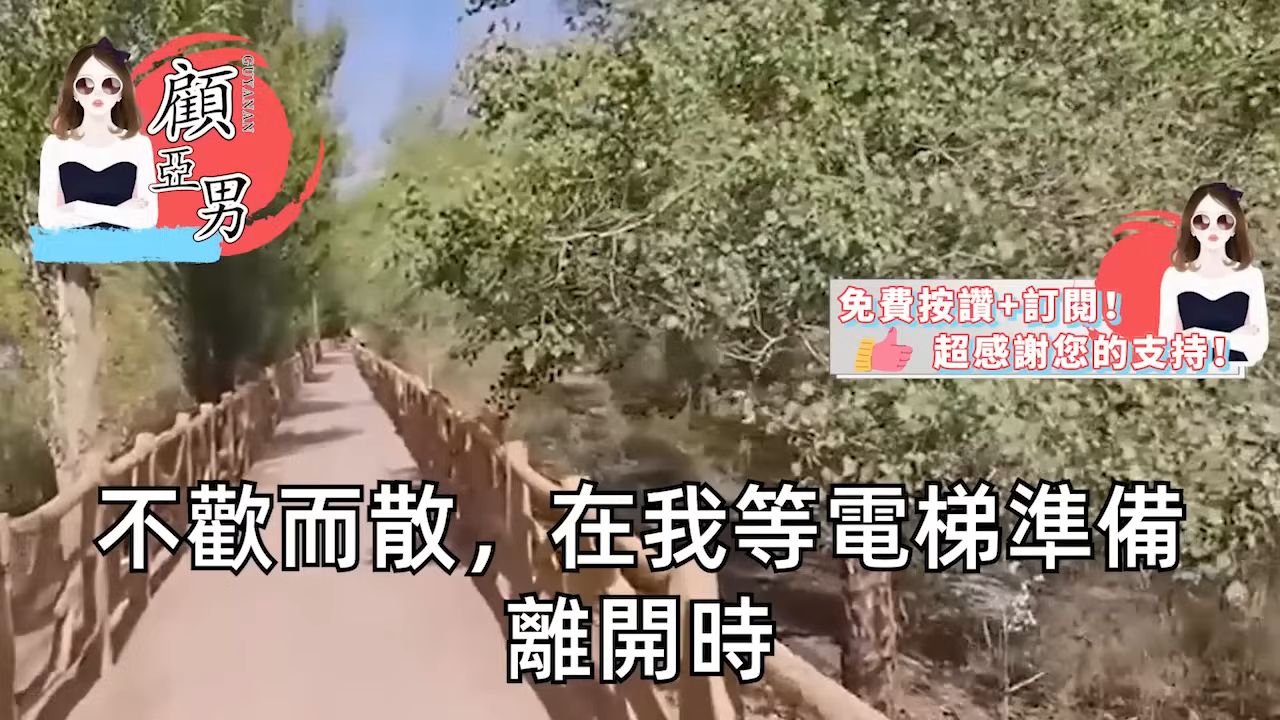 顧
亞
男
GUYANAN
免費按讚+訂閱!
超感謝您的支持!
不歡而散,在我等電梯準備
離開時